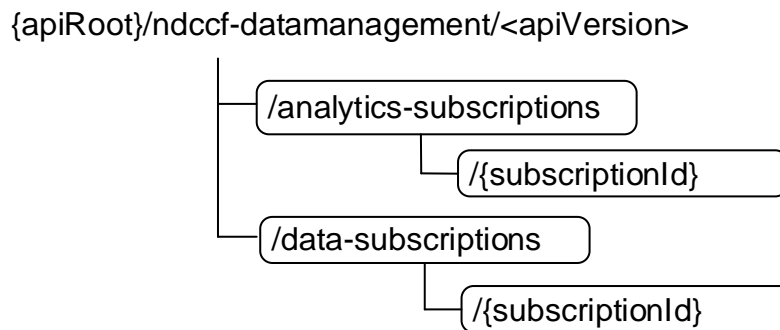 {apiRoot}/ndccf-datamanagement/<apiVersion>
/analytics-subscriptions
/{subscriptionId}
/data-subscriptions
/{subscriptionId}